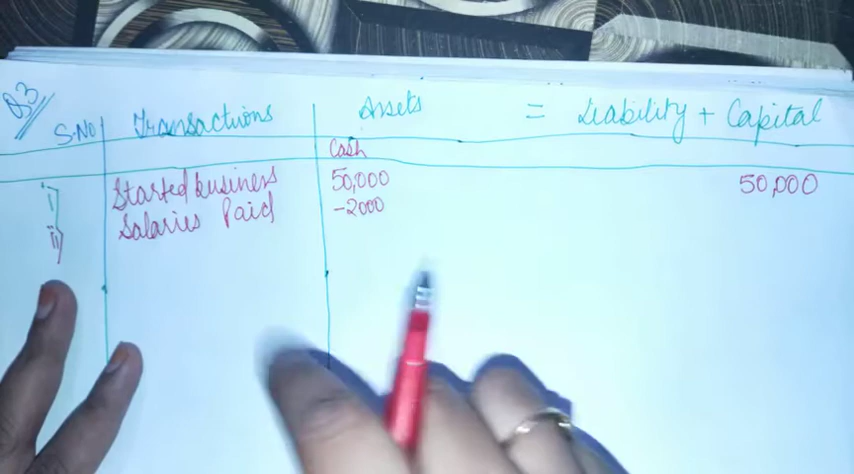 Q3
S.No Transactions Assets = Liability + Capital
Cash
i) Started business 50,000 50,000
ii) Salaries Paid -2000